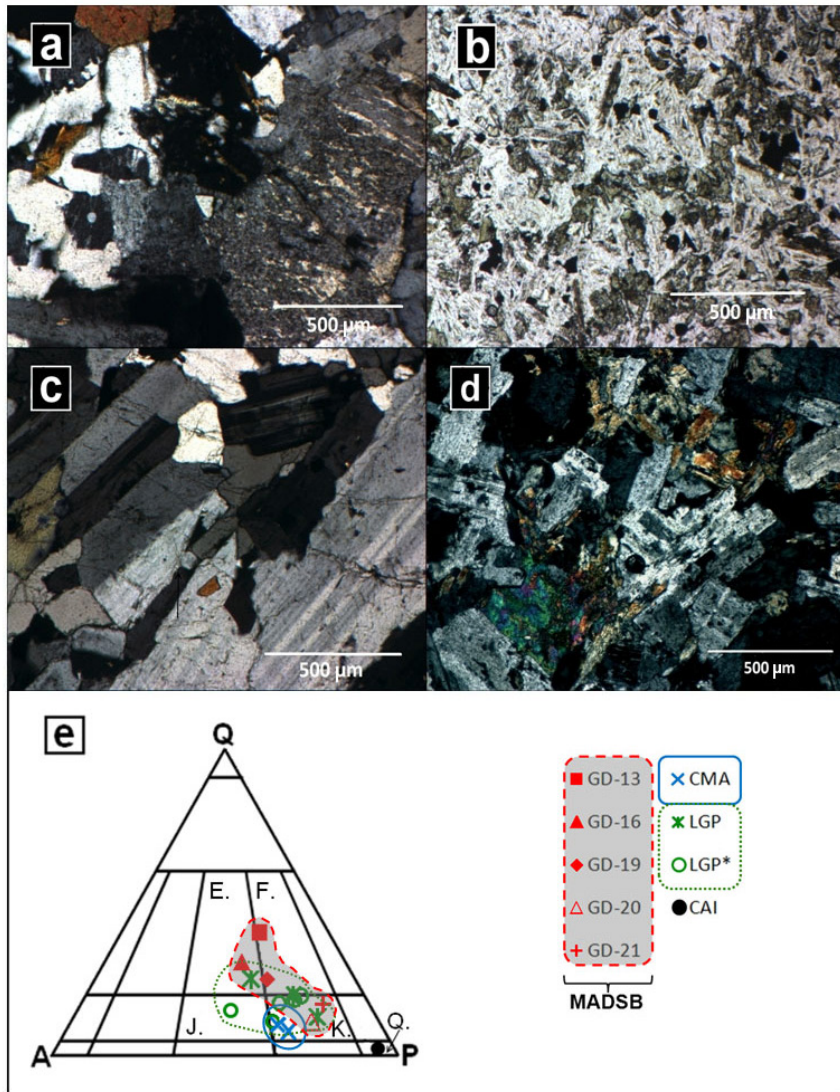 a
b
500 µm
500 µm
c
d
500 µm
500 µm
e
Q
E. F.
J. K. Q.
A P
GD-13 CMA
GD-16 LGP
GD-19 LGP*
GD-20 CAI
GD-21
MADSB